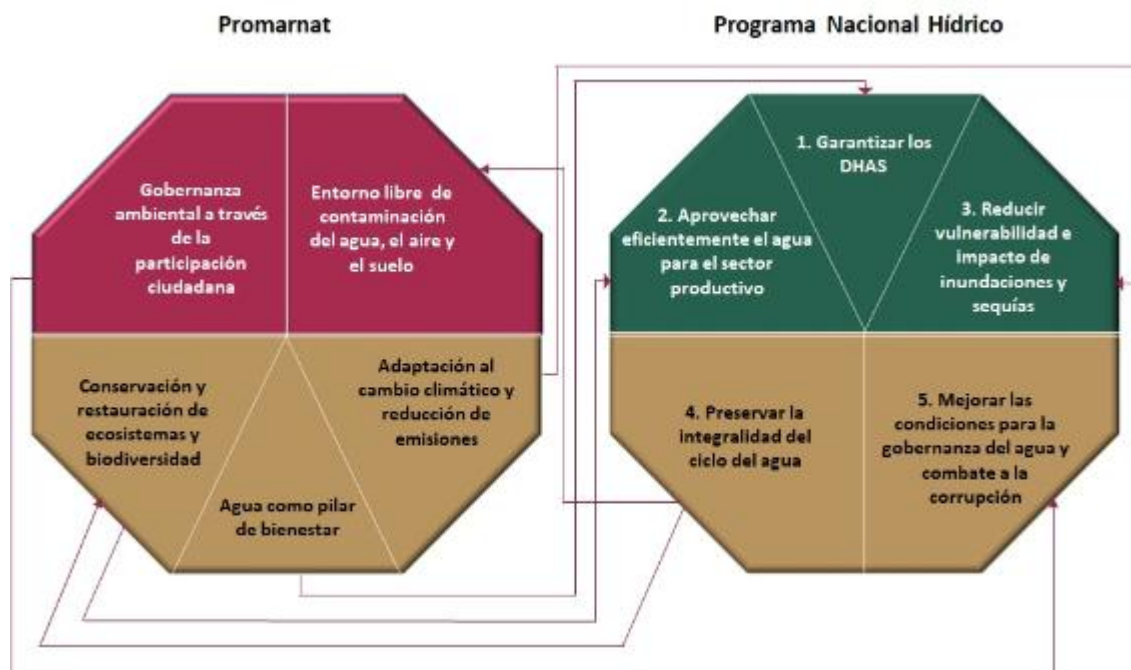 Promarnat
Programa Nacional Hídrico
Gobernanza
ambiental a través
de la
participación
ciudadana
Entorno libre de
contaminación
del agua, el aire y
el suelo
Conservación y
restauración de
ecosistemas y
biodiversidad
Agua como pilar
de bienestar
Adaptación al
cambio climático y
reducción de
emisiones
1. Garantizar los
DHAS
2. Aprovechar
eficientemente el agua
para el sector
productivo
3. Reducir
vulnerabilidad e
impacto de
inundaciones y
sequías
4. Preservar la
integralidad del
ciclo del agua
5. Mejorar las
condiciones para la
gobernanza del agua y
combate a la
corrupción